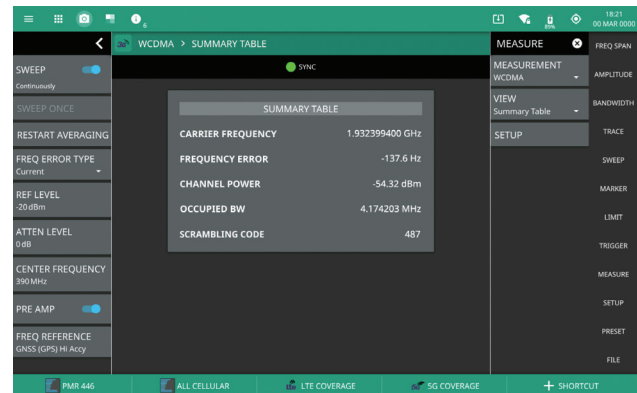 6
89%
18:21
00 MAR 0000
WCDMA > SUMMARY TABLE
MEASURE
FREQ SPAN
SWEEP
Continuously
SYNC
MEASUREMENT
WCDMA
AMPLITUDE
SWEEP ONCE
SUMMARY TABLE
VIEW
Summary Table
BANDWIDTH
RESTART AVERAGING
CARRIER FREQUENCY 1.932399400 GHz
SETUP
TRACE
FREQ ERROR TYPE
Current
FREQUENCY ERROR -137.6 Hz
SWEEP
REF LEVEL
-20 dBm
CHANNEL POWER -54.32 dBm
MARKER
OCCUPIED BW 4.174203 MHz
LIMIT
ATTEN LEVEL
0 dB
SCRAMBLING CODE 487
TRIGGER
CENTER FREQUENCY
390 MHz
MEASURE
PRE AMP
SETUP
FREQ REFERENCE
GNSS (GPS) Hi Accy
PRESET
FILE
PMR 446
ALL CELLULAR
LTE COVERAGE
5G COVERAGE
+ SHORTCUT